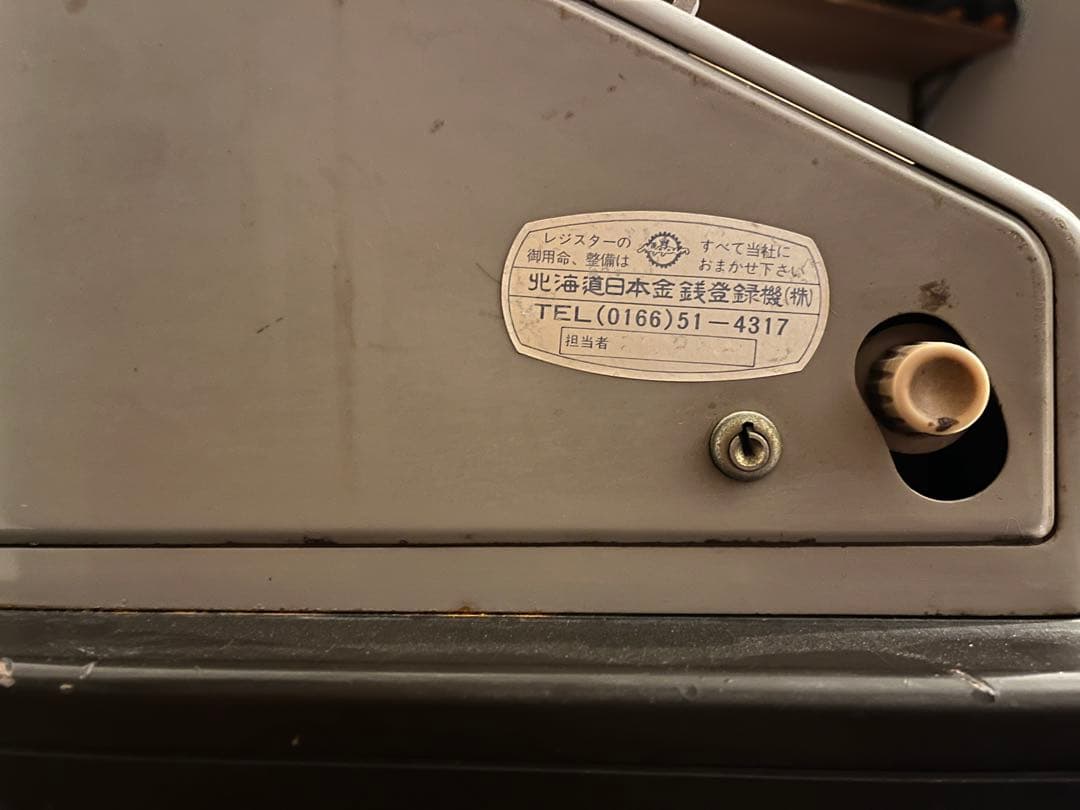 レジスターの すべて当社に
御用命、整備は おまかせ下さい
北海道日本金銭登録機(株)
TEL(0166)51-4317
担当者